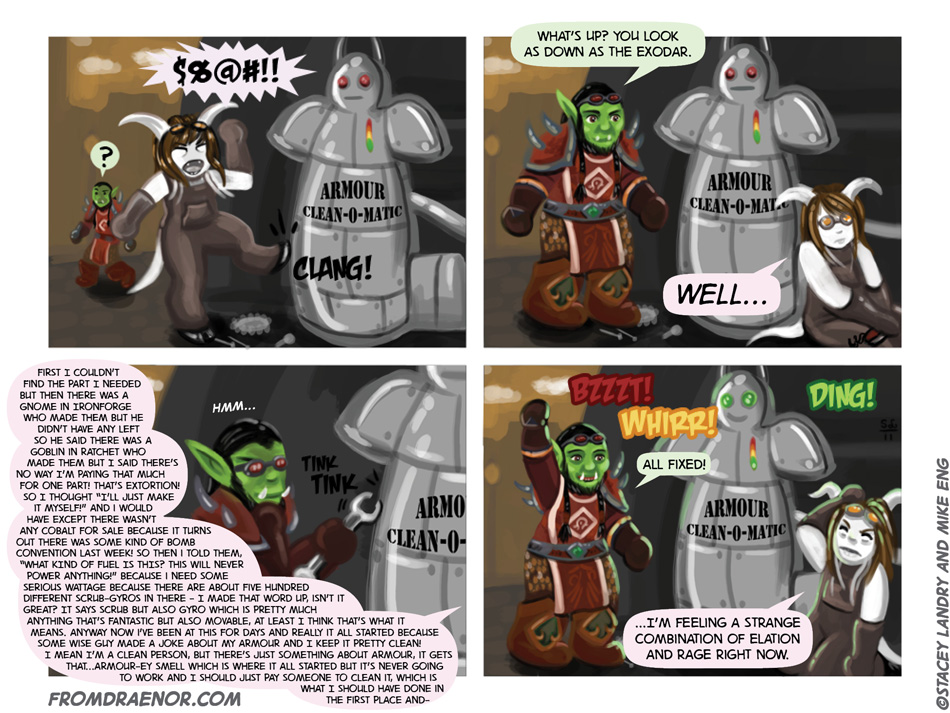 $%@#!!
?
ARMOUR
CLEAN-O-MATIC
CLANG!
WHAT'S UP? YOU LOOK
AS DOWN AS THE EXODAR.
ARMOUR
CLEAN-O-MATIC
WELL...
FIRST I COULDN'T
FIND THE PART I NEEDED
BUT THEN THERE WAS A
GNOME IN IRONFORGE
WHO MADE THEM BUT HE
DIDN'T HAVE ANY LEFT
SO HE SAID THERE WAS A
GOBLIN IN RATCHET WHO
MADE THEM BUT I SAID THERE'S
NO WAY I'M PAYING THAT MUCH
FOR ONE PART! THAT'S EXTORTION!
SO I THOUGHT "I'LL JUST MAKE
IT MYSELF!" AND I WOULD
HAVE EXCEPT THERE WASN'T
ANY COBALT FOR SALE BECAUSE IT TURNS
OUT THERE WAS SOME KIND OF BOMB
CONVENTION LAST WEEK! SO THEN I TOLD THEM,
"WHAT KIND OF FUEL IS THIS? THIS WILL NEVER
POWER ANYTHING!" BECAUSE I NEED SOME
SERIOUS WATTAGE BECAUSE THERE ARE ABOUT FIVE HUNDRED
DIFFERENT SCRUB-GYROS IN THERE - I MADE THAT WORD UP, ISN'T IT
GREAT? IT SAYS SCRUB BUT ALSO GYRO WHICH IS PRETTY MUCH
ANYTHING THAT'S FANTASTIC BUT ALSO MOVABLE, AT LEAST I THINK THAT'S WHAT IT
MEANS. ANYWAY NOW I'VE BEEN AT THIS FOR DAYS AND REALLY IT ALL STARTED BECAUSE
SOME WISE GUY MADE A JOKE ABOUT MY ARMOUR AND I KEEP IT PRETTY CLEAN!
I MEAN I'M A CLEAN PERSON, BUT THERE'S JUST SOMETHING ABOUT ARMOUR, IT GETS
THAT...ARMOUR-EY SMELL WHICH IS WHERE IT ALL STARTED BUT IT'S NEVER GOING
TO WORK AND I SHOULD JUST PAY SOMEONE TO CLEAN IT, WHICH IS
WHAT I SHOULD HAVE DONE IN
THE FIRST PLACE AND-
HMM...
TINK
TINK
ARMO
CLEAN-O-
BZZZT!
WHIRR!
DING!
ALL FIXED!
ARMOUR
CLEAN-O-MATIC
...I'M FEELING A STRANGE
COMBINATION OF ELATION
AND RAGE RIGHT NOW.
FROMDRAENOR.COM
©STACEY LANDRY AND MIKE ENG